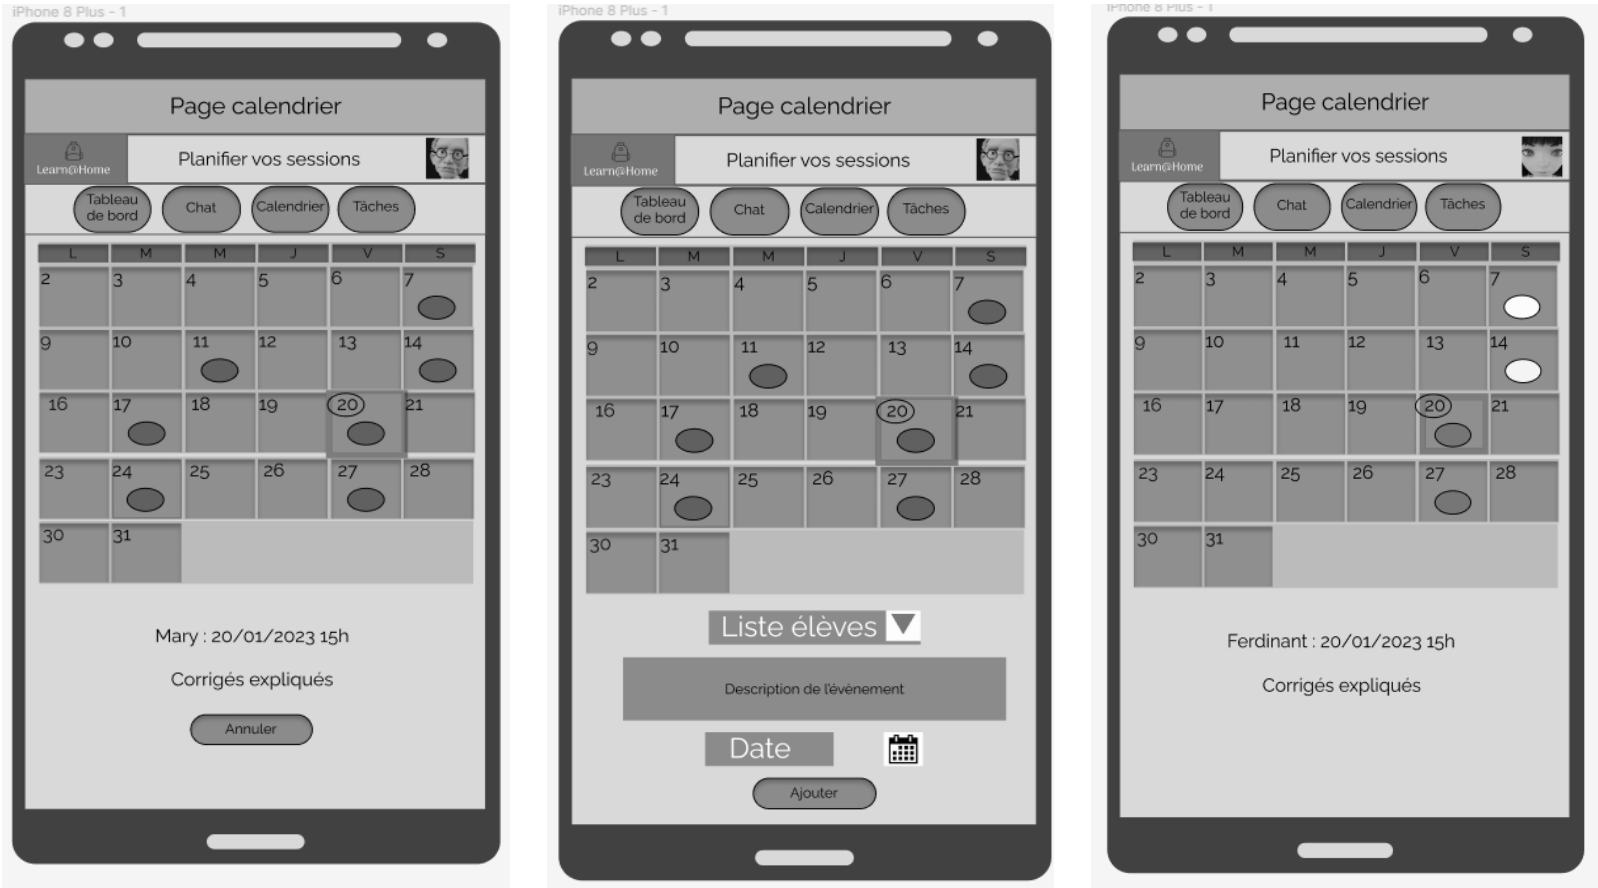 iPhone 8 Plus - 1
Page calendrier
Learn@Home
Planifier vos sessions
Tableau
de bord
Chat
Calendrier
Tâches
L M M J V S
2 3 4 5 6 7
9 10 11 12 13 14
16 17 18 19 20 21
23 24 25 26 27 28
30 31
Mary : 20/01/2023 15h
Corrigés expliqués
Annuler
iPhone 8 Plus - 1
Page calendrier
Learn@Home
Planifier vos sessions
Tableau
de bord
Chat
Calendrier
Tâches
L M M J V S
2 3 4 5 6 7
9 10 11 12 13 14
16 17 18 19 20 21
23 24 25 26 27 28
30 31
Liste élèves
Description de l'évènement
Date
Ajouter
iPhone 8 Plus - 1
Page calendrier
Learn@Home
Planifier vos sessions
Tableau
de bord
Chat
Calendrier
Tâches
L M M J V S
2 3 4 5 6 7
9 10 11 12 13 14
16 17 18 19 20 21
23 24 25 26 27 28
30 31
Ferdinant : 20/01/2023 15h
Corrigés expliqués